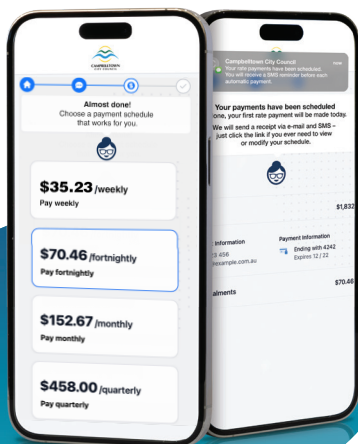 CAMPBELLTOWN
CITY COUNCIL
Almost done!
Choose a payment schedule
that works for you.
$35.23 /weekly
Pay weekly
$70.46 /fortnightly
Pay fortnightly
$152.67 /monthly
Pay monthly
$458.00 /quarterly
Pay quarterly
Campbelltown City Council
now
Your rate payments have been scheduled.
You will receive a SMS reminder before each
automatic payment.
Your payments have been scheduled
one, your first rate payment will be made today.
We will send a receipt via e-mail and SMS –
just click the link if you ever need to view
or modify your schedule.
$1,832
Information
Payment Information
3 456
example.com.au
Ending with 4242
Expires 12 / 22
alments
$70.46